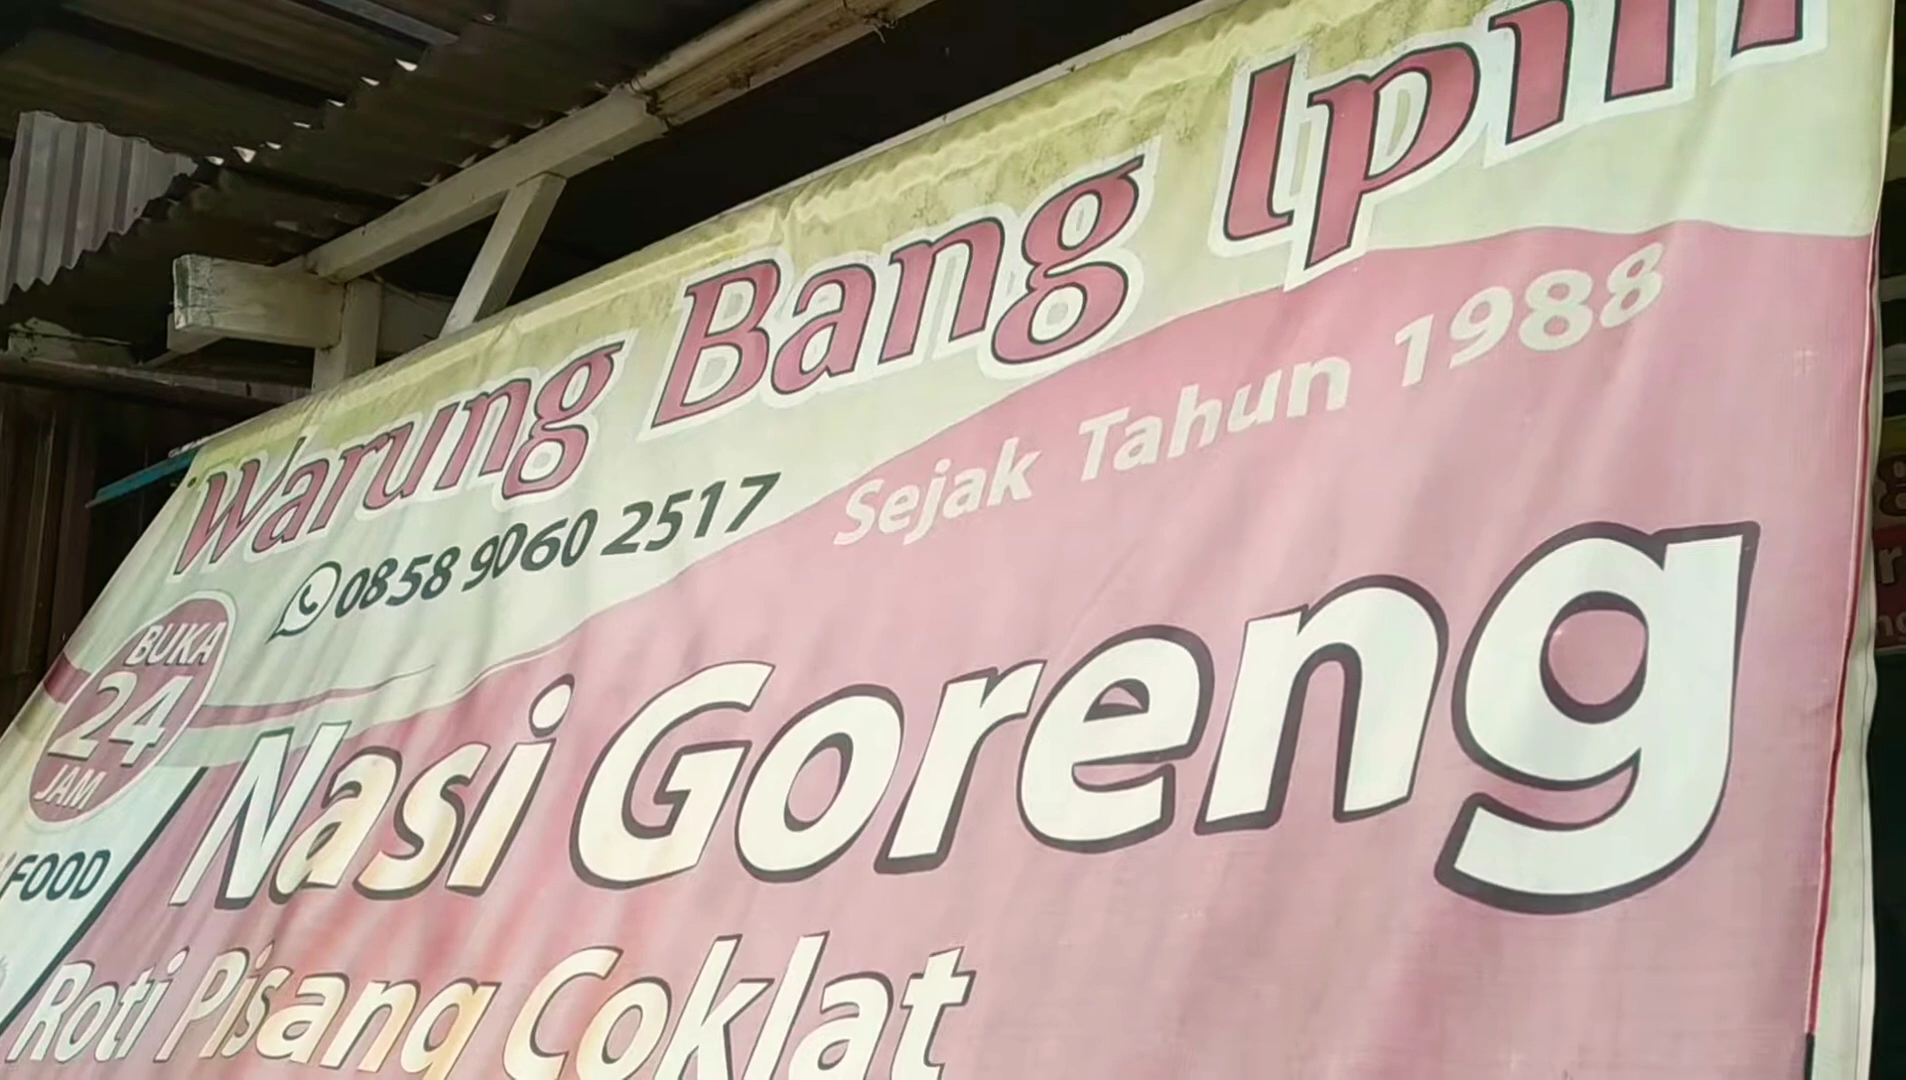 Warung Bang Ipin
0858 9060 2517
Sejak Tahun 1988
BUKA
24
JAM
Nasi Goreng
FOOD
Roti Pisang Coklat